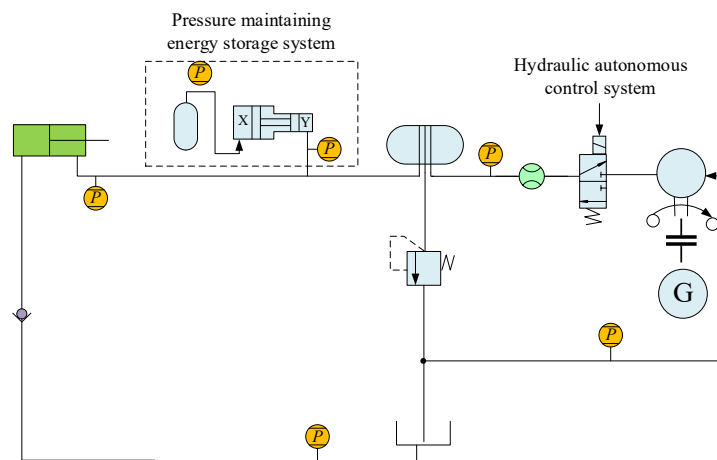 Pressure maintaining
energy storage system
Hydraulic autonomous
control system
P
X
Y
P
P
P
G
P
P